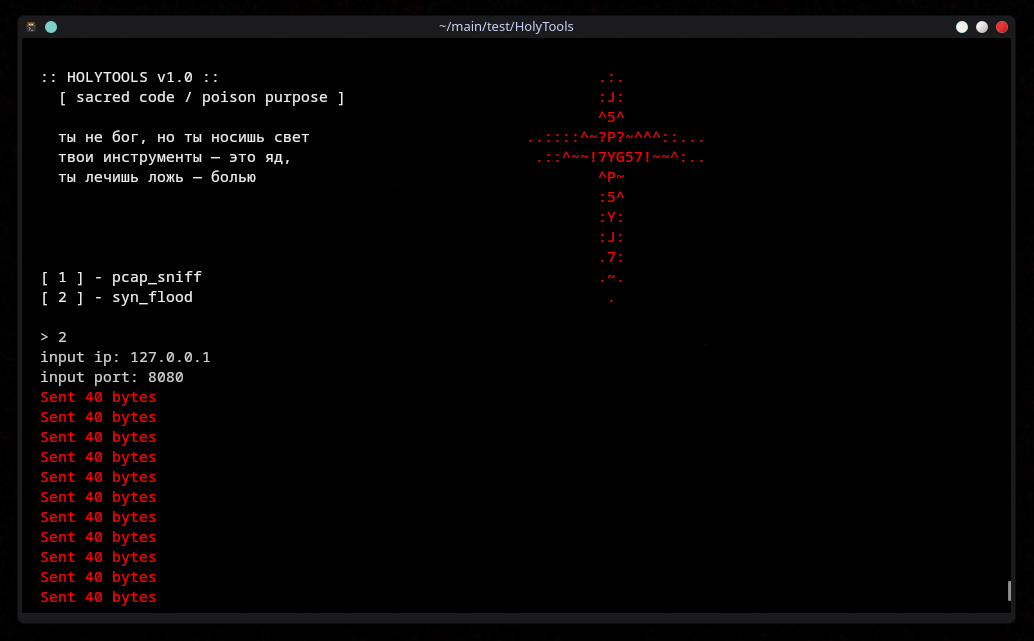 ~/main/test/HolyTools
:: HOLYTOOLS v1.0 ::
[ sacred code / poison purpose ]
ты не бог, но ты носишь свет
твои инструменты — это яд,
ты лечишь ложь — болью
.:.
:J:
^5^
..::::^~?P?~^^^::...
.::^~~!7YG57!~~^:..
^P~
:5^
:Y:
:J:
.7:
.~.
.
[ 1 ] - pcap_sniff
[ 2 ] - syn_flood
> 2
input ip: 127.0.0.1
input port: 8080
Sent 40 bytes
Sent 40 bytes
Sent 40 bytes
Sent 40 bytes
Sent 40 bytes
Sent 40 bytes
Sent 40 bytes
Sent 40 bytes
Sent 40 bytes
Sent 40 bytes
Sent 40 bytes